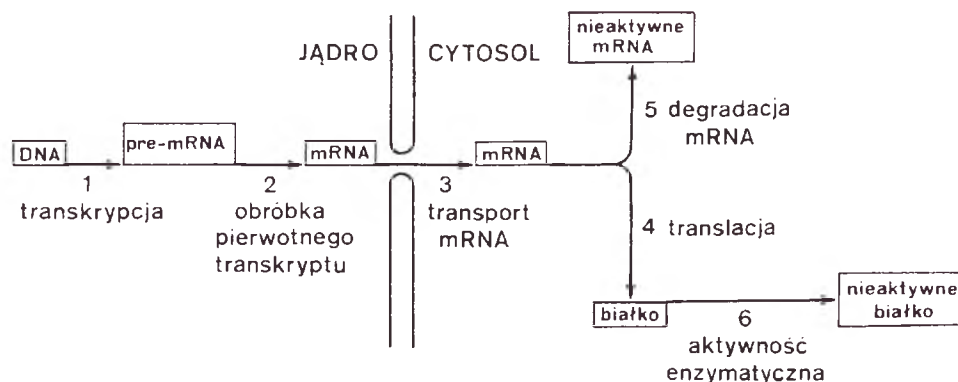 JĄDRO
CYTOSOL
nieaktywne
mRNA
5 degradacja
mRNA
DNA
pre-mRNA
mRNA
mRNA
1
transkrypcja
2
obróbka
pierwotnego
transkryptu
3
transport
mRNA
4 translacja
białko
6
aktywność
enzymatyczna
nieaktywne
białko